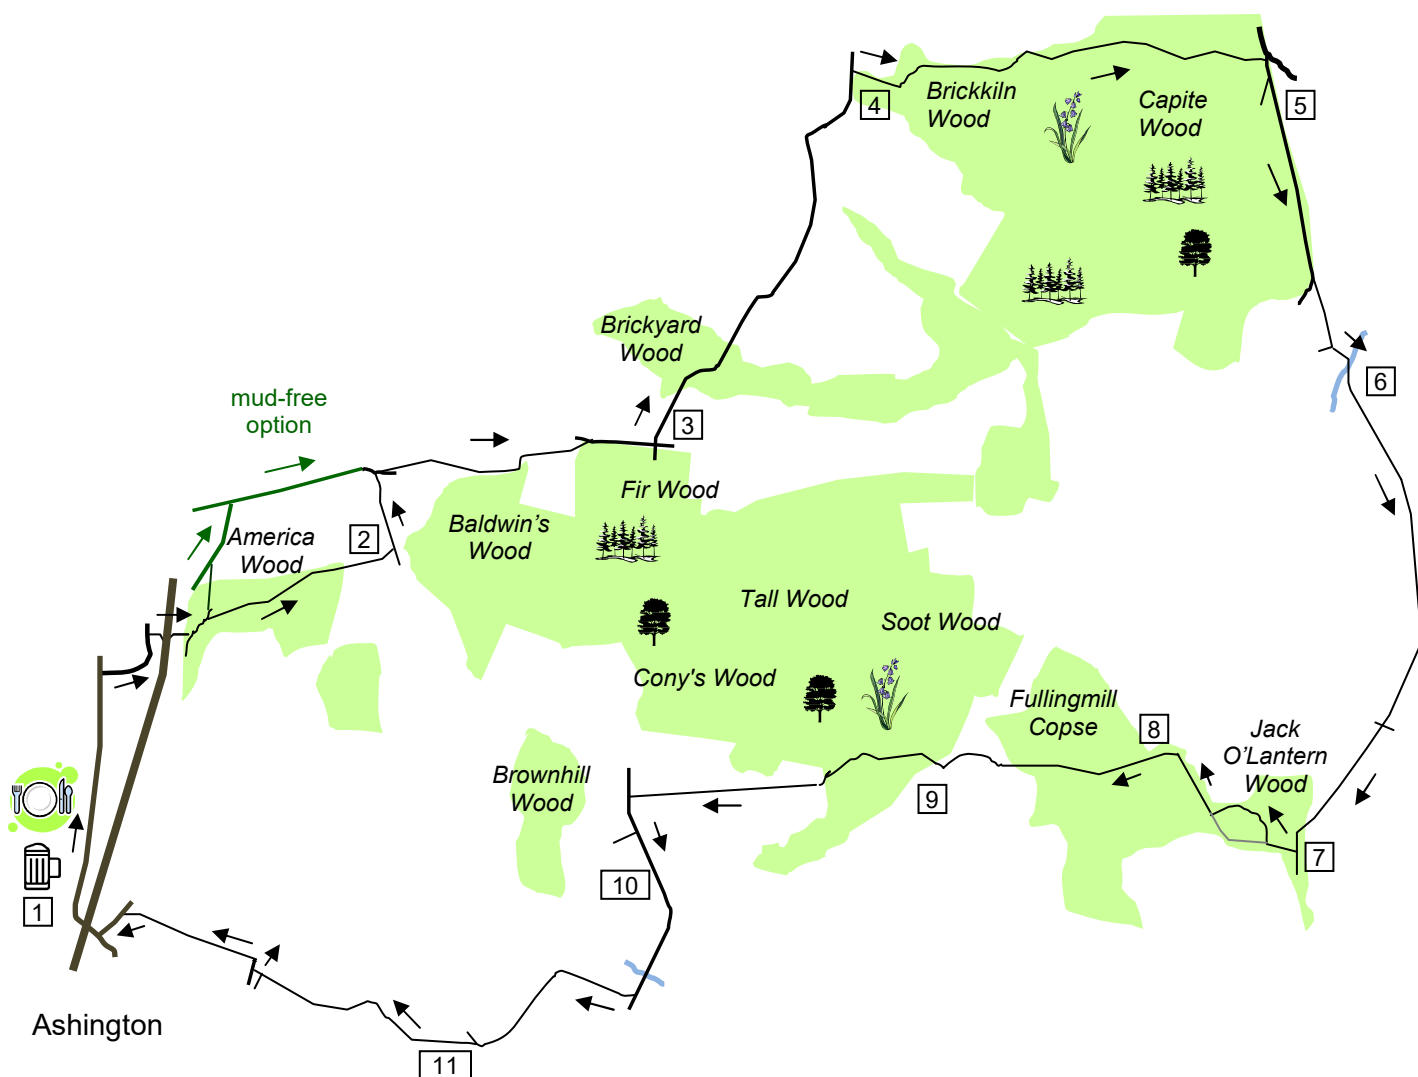 4
Brickkiln
Wood
Capite
Wood
5
Brickyard
Wood
6
mud-free
option
3
Fir Wood
America
Wood
2
Baldwin's
Wood
Tall Wood
Soot Wood
Cony's Wood
Fullingmill
Copse
8
Jack
O'Lantern
Wood
Brownhill
Wood
9
7
10
1
Ashington
11